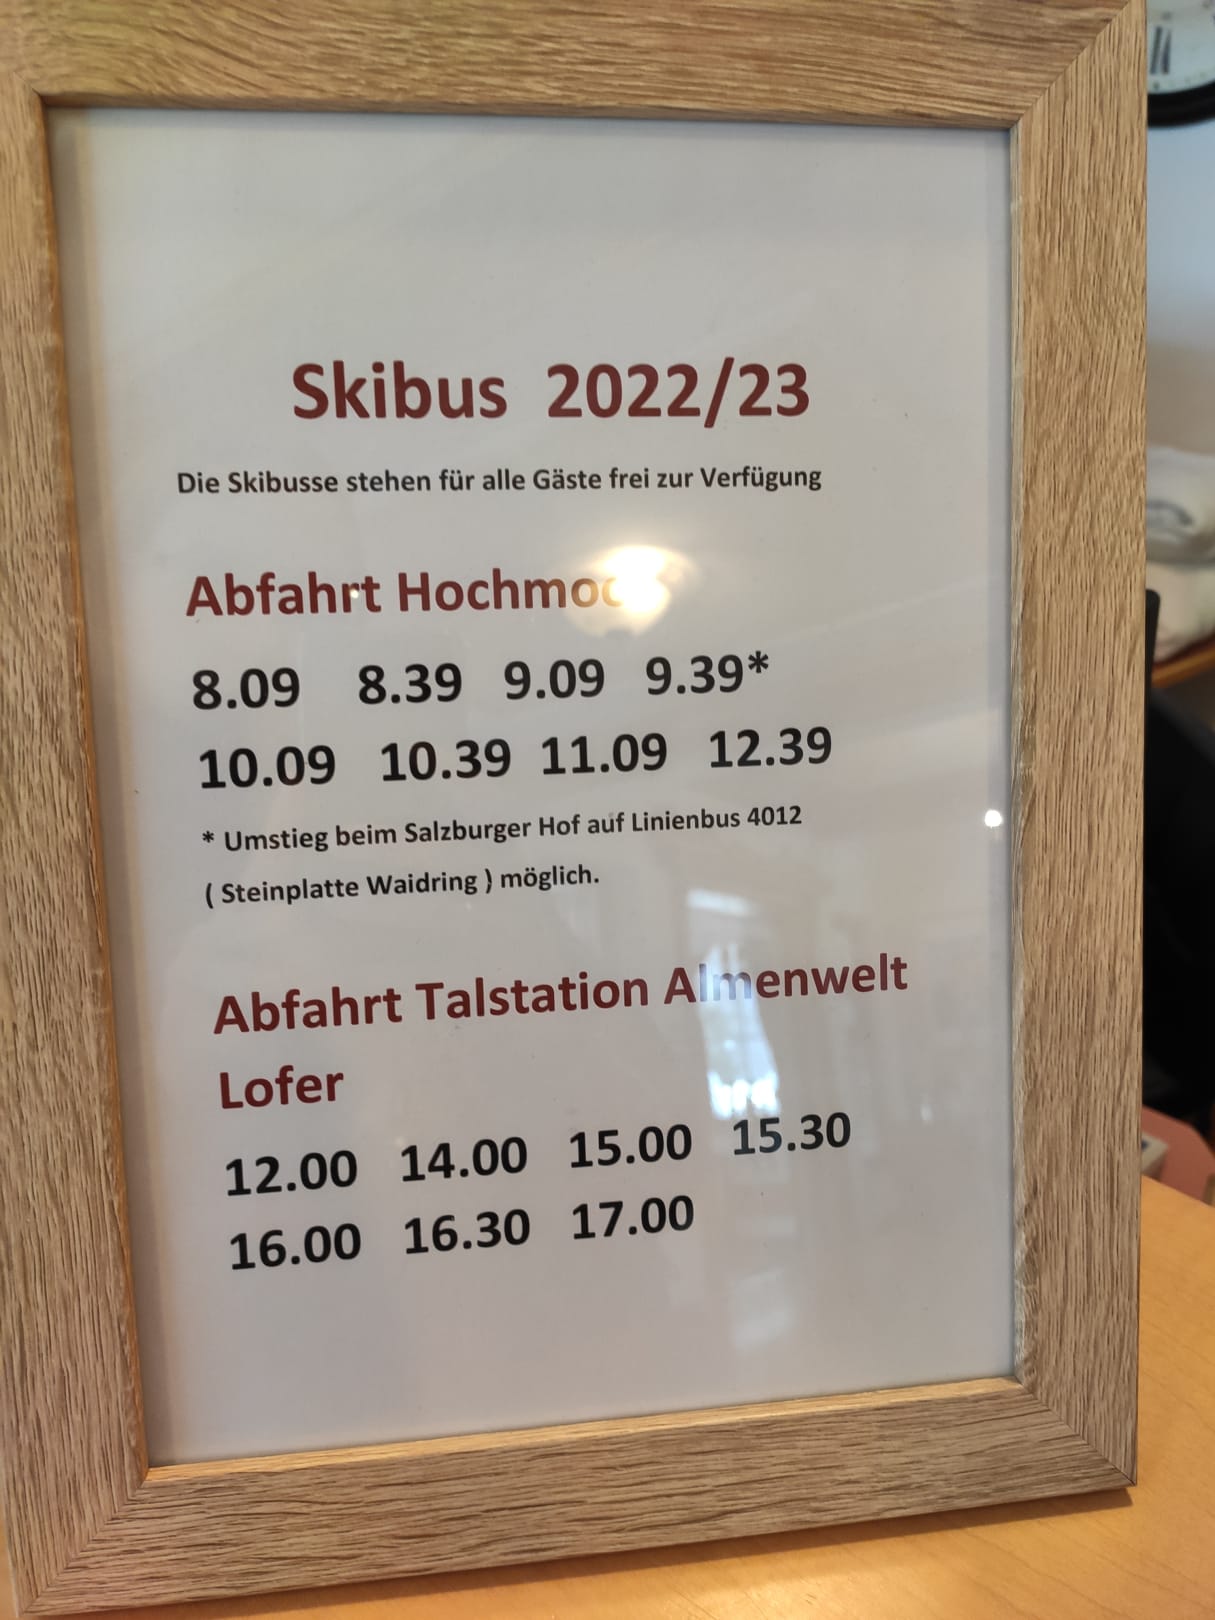 Skibus 2022/23
Die Skibusse stehen für alle Gäste frei zur Verfügung
Abfahrt
8.09 8.39 9.09 9.39*
10.09 10.39 11.09 12.39
* Umstieg beim Salzburger Hof auf Linienbus 4012
( Steinplatte Waidring ) möglich.
Abfahrt Talstation Almenwelt
Lofer
12.00 14.00 15.00 15.30
16.00 16.30 17.00